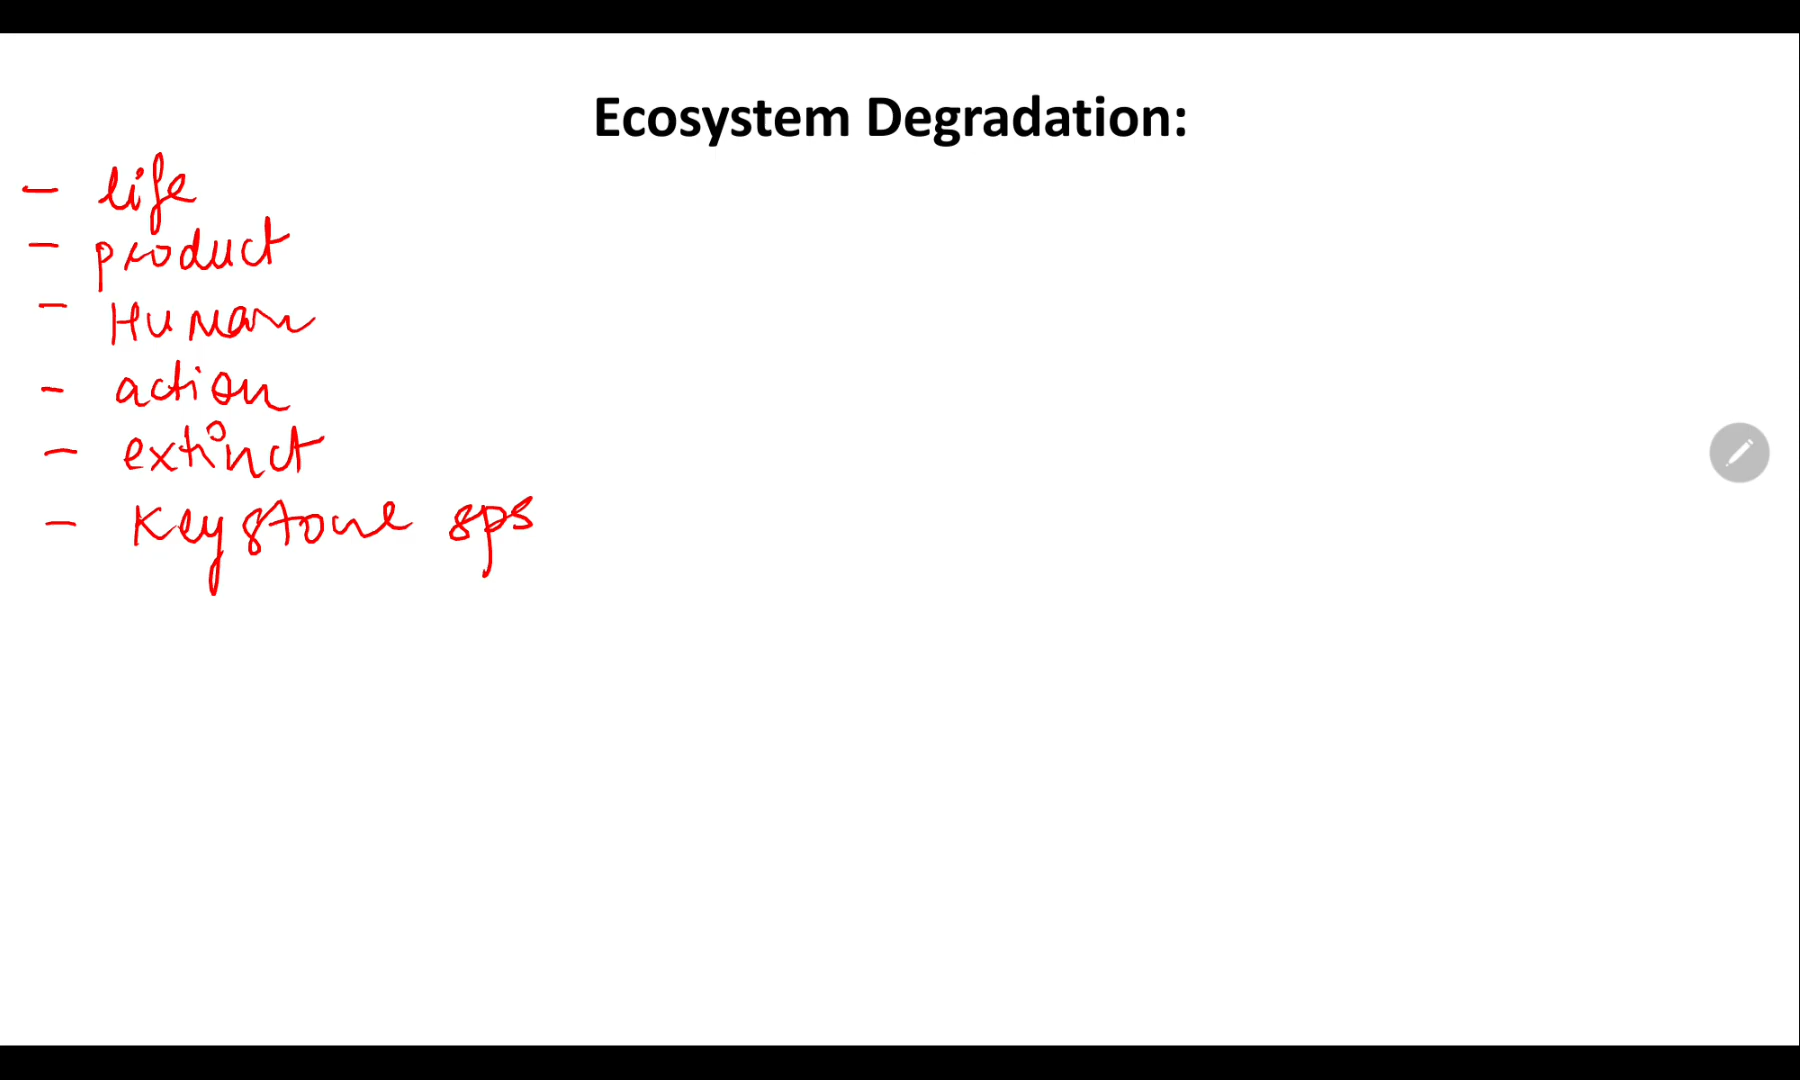 Ecosystem Degradation:
- life
- product
- Human
- action
- extinct
- Keystone sps